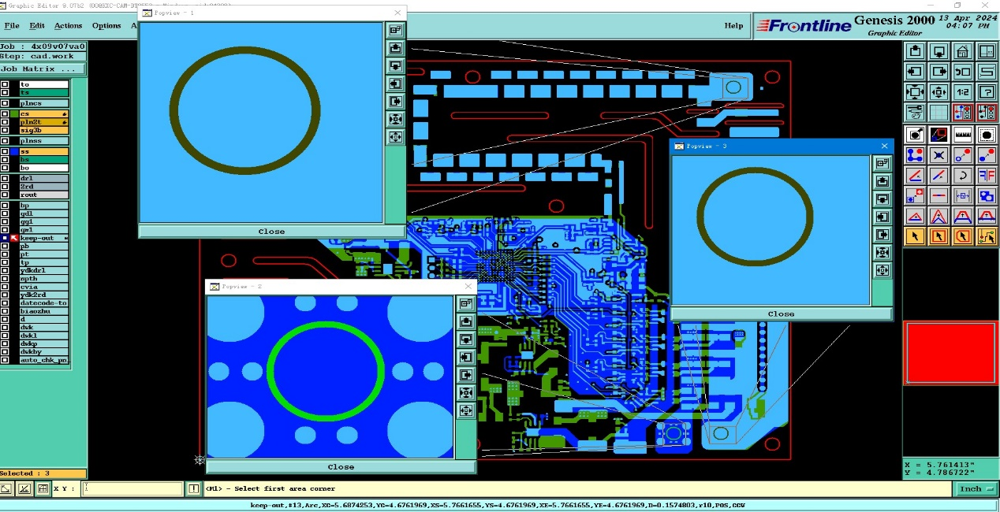 Graphic Editor 8.07b2
Popview - 1
File Edit Actions Options A
Help
Frontline
Genesis 2000
Graphic Editor
13 Apr 2024
04:07 PM
Job : 4x09v07va0
Step: cad.work
Job Matrix ...
to
ts
plncs
cs
pln2t
sig3b
plnss
ss
bs
bo
drl
2rd
rout
bp
gdl
ggl
gml
keep-out
pb
pt
tp
ydkdrl
npth
cvia
ydk2rd
datecode-to
biaozhu
d
dwk
dwkl
dwkp
dwkby
auto_chk_pn
1:2
?
Close
Popview - 3
Close
Popview - 2
Close
X = 5.761413"
Y = 4.786722"
Selected : 3
X Y :
!
<M1> - Select first area corner
Inch
keep-out,#13,Arc,XC=5.6874253,YC=4.6761969,XS=5.7661655,YS=4.6761969,XE=5.7661655,YE=4.6761969,D=0.1574803,r10,POS,CCW